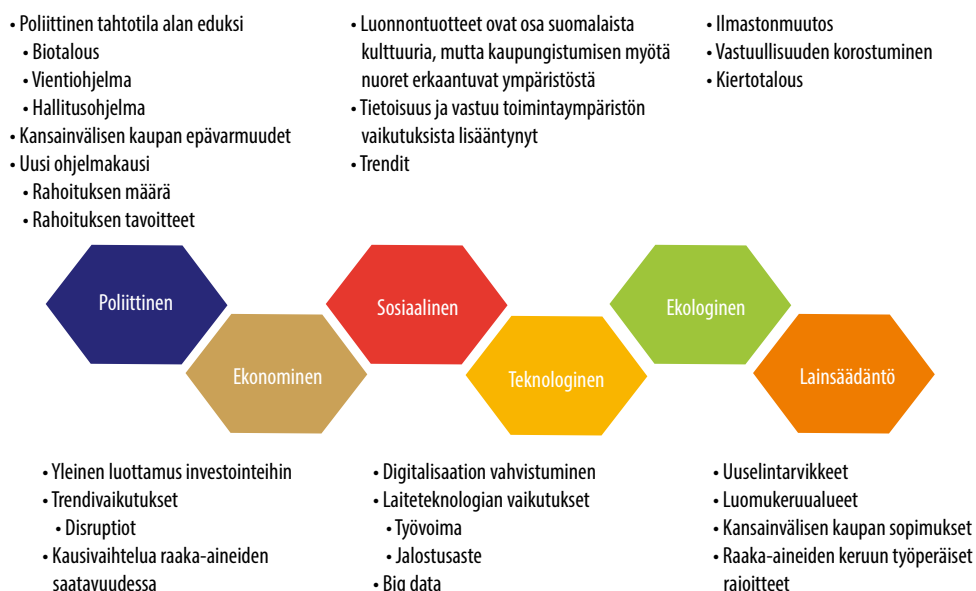 • Poliittinen tahtotila alan eduksi
• Biotalous
• Vientiohjelma
• Hallitusohjelma
• Kansainvälisen kaupan epävarmuudet
• Uusi ohjelmakausi
• Rahoituksen määrä
• Rahoituksen tavoitteet
• Luonnontuotteet ovat osa suomalaista
kulttuuria, mutta kaupungistumisen myötä
nuoret erkaantuvat ympäristöstä
• Tietoisuus ja vastuu toimintaympäristön
vaikutuksista lisääntynyt
• Trendit
• Ilmastonmuutos
• Vastuullisuuden korostuminen
• Kiertotalous
Poliittinen
Ekonominen
Sosiaalinen
Teknologinen
Ekologinen
Lainsäädäntö
• Yleinen luottamus investointeihin
• Trendivaikutukset
• Disruptiot
• Kausivaihtelua raaka-aineiden
saatavuudessa
• Digitalisaation vahvistuminen
• Laiteteknologian vaikutukset
• Työvoima
• Jalostusaste
• Big data
• Uuselintarvikkeet
• Luomukeruualueet
• Kansainvälisen kaupan sopimukset
• Raaka-aineiden keruun työperäiset
rajoitteet